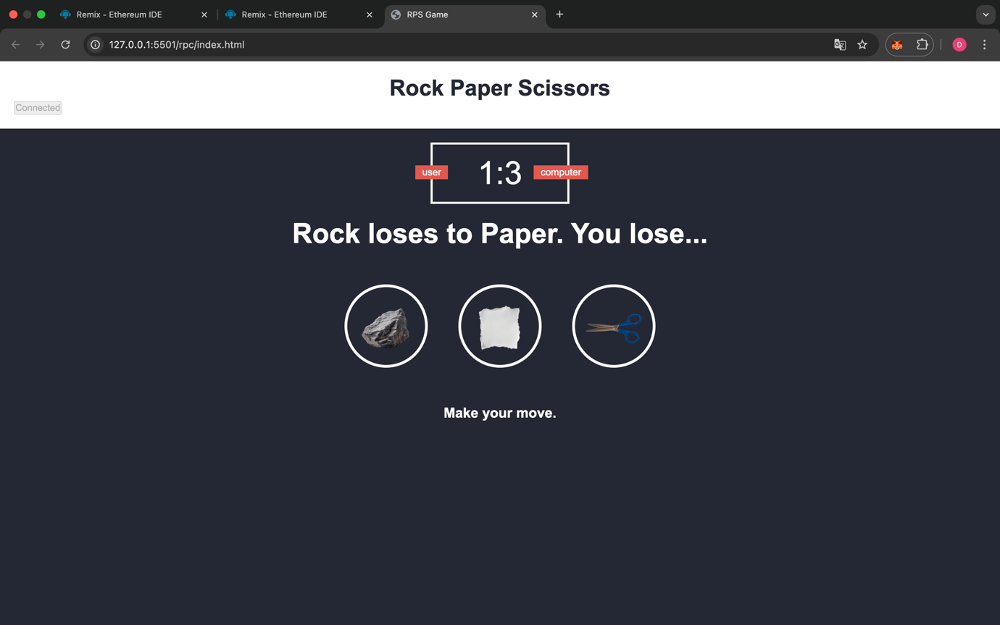 Remix - Ethereum IDE
Remix - Ethereum IDE
RPS Game
127.0.0.1:5501/rpc/index.html
D
Rock Paper Scissors
Connected
user
1:3
computer
Rock loses to Paper. You lose...
Make your move.